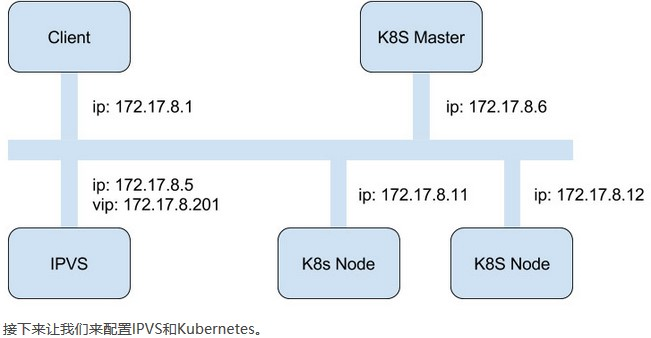 Client
K8S Master
ip: 172.17.8.1
ip: 172.17.8.6
ip: 172.17.8.5
vip: 172.17.8.201
ip: 172.17.8.11
ip: 172.17.8.12
IPVS
K8s Node
K8S Node
接下来让我们来配置IPVS和Kubernetes。